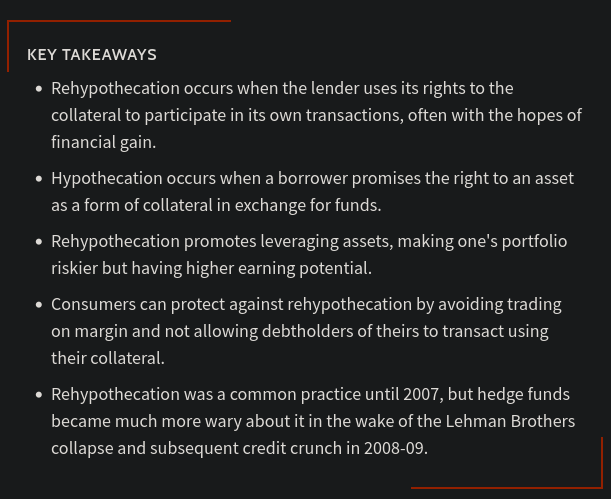 KEY TAKEAWAYS
• Rehypothecation occurs when the lender uses its rights to the
collateral to participate in its own transactions, often with the hopes of
financial gain.
• Hypothecation occurs when a borrower promises the right to an asset
as a form of collateral in exchange for funds.
• Rehypothecation promotes leveraging assets, making one's portfolio
riskier but having higher earning potential.
• Consumers can protect against rehypothecation by avoiding trading
on margin and not allowing debtholders of theirs to transact using
their collateral.
• Rehypothecation was a common practice until 2007, but hedge funds
became much more wary about it in the wake of the Lehman Brothers
collapse and subsequent credit crunch in 2008-09.